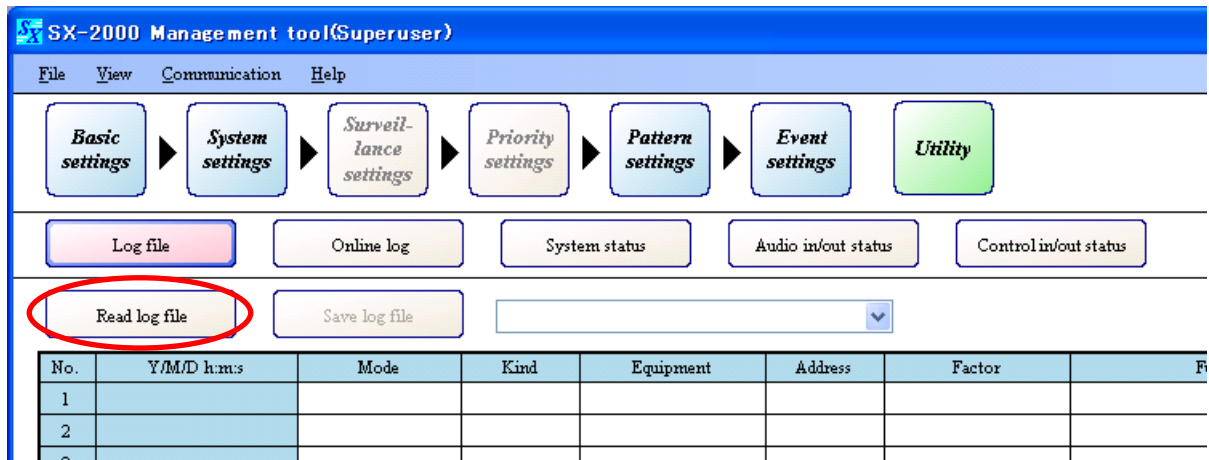 SX SX-2000 Management tool(Superuser)
File View Communication Help
Basic settings System settings Surveil-lance settings Priority settings Pattern settings Event settings Utility
Log file Online log System status Audio in/out status Control in/out status
Read log file Save log file
No. Y/M/D h:m:s Mode Kind Equipment Address Factor
1
2